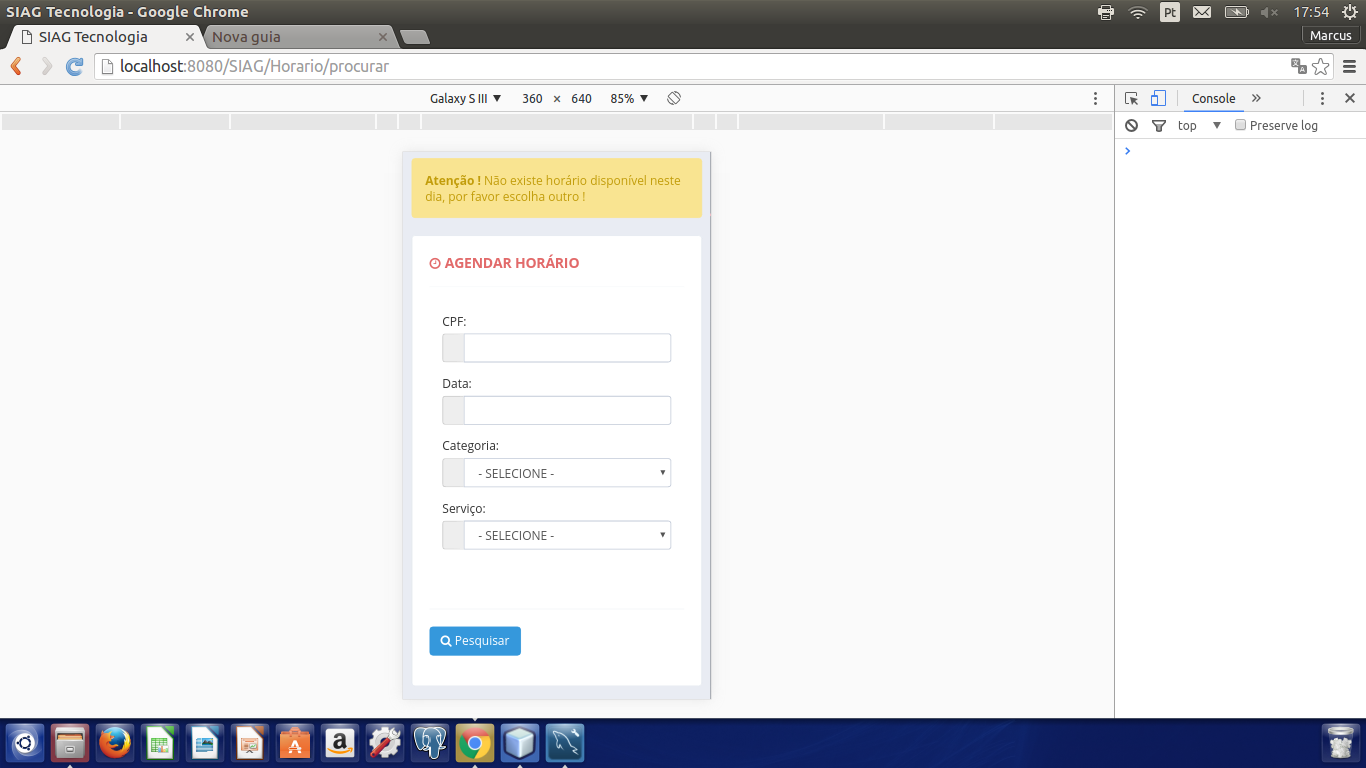 SIAG Tecnologia - Google Chrome
Pt
17:54
SIAG Tecnologia
Nova guia
Marcus
localhost:8080/SIAG/Horario/procurar
Galaxy S III ▼ 360 × 640 85% ▼
Console »
top ▼ Preserve log
Atenção ! Não existe horário disponível neste
dia, por favor escolha outro !
AGENDAR HORÁRIO
CPF:
Data:
Categoria:
- SELECIONE -
Serviço:
- SELECIONE -
Pesquisar